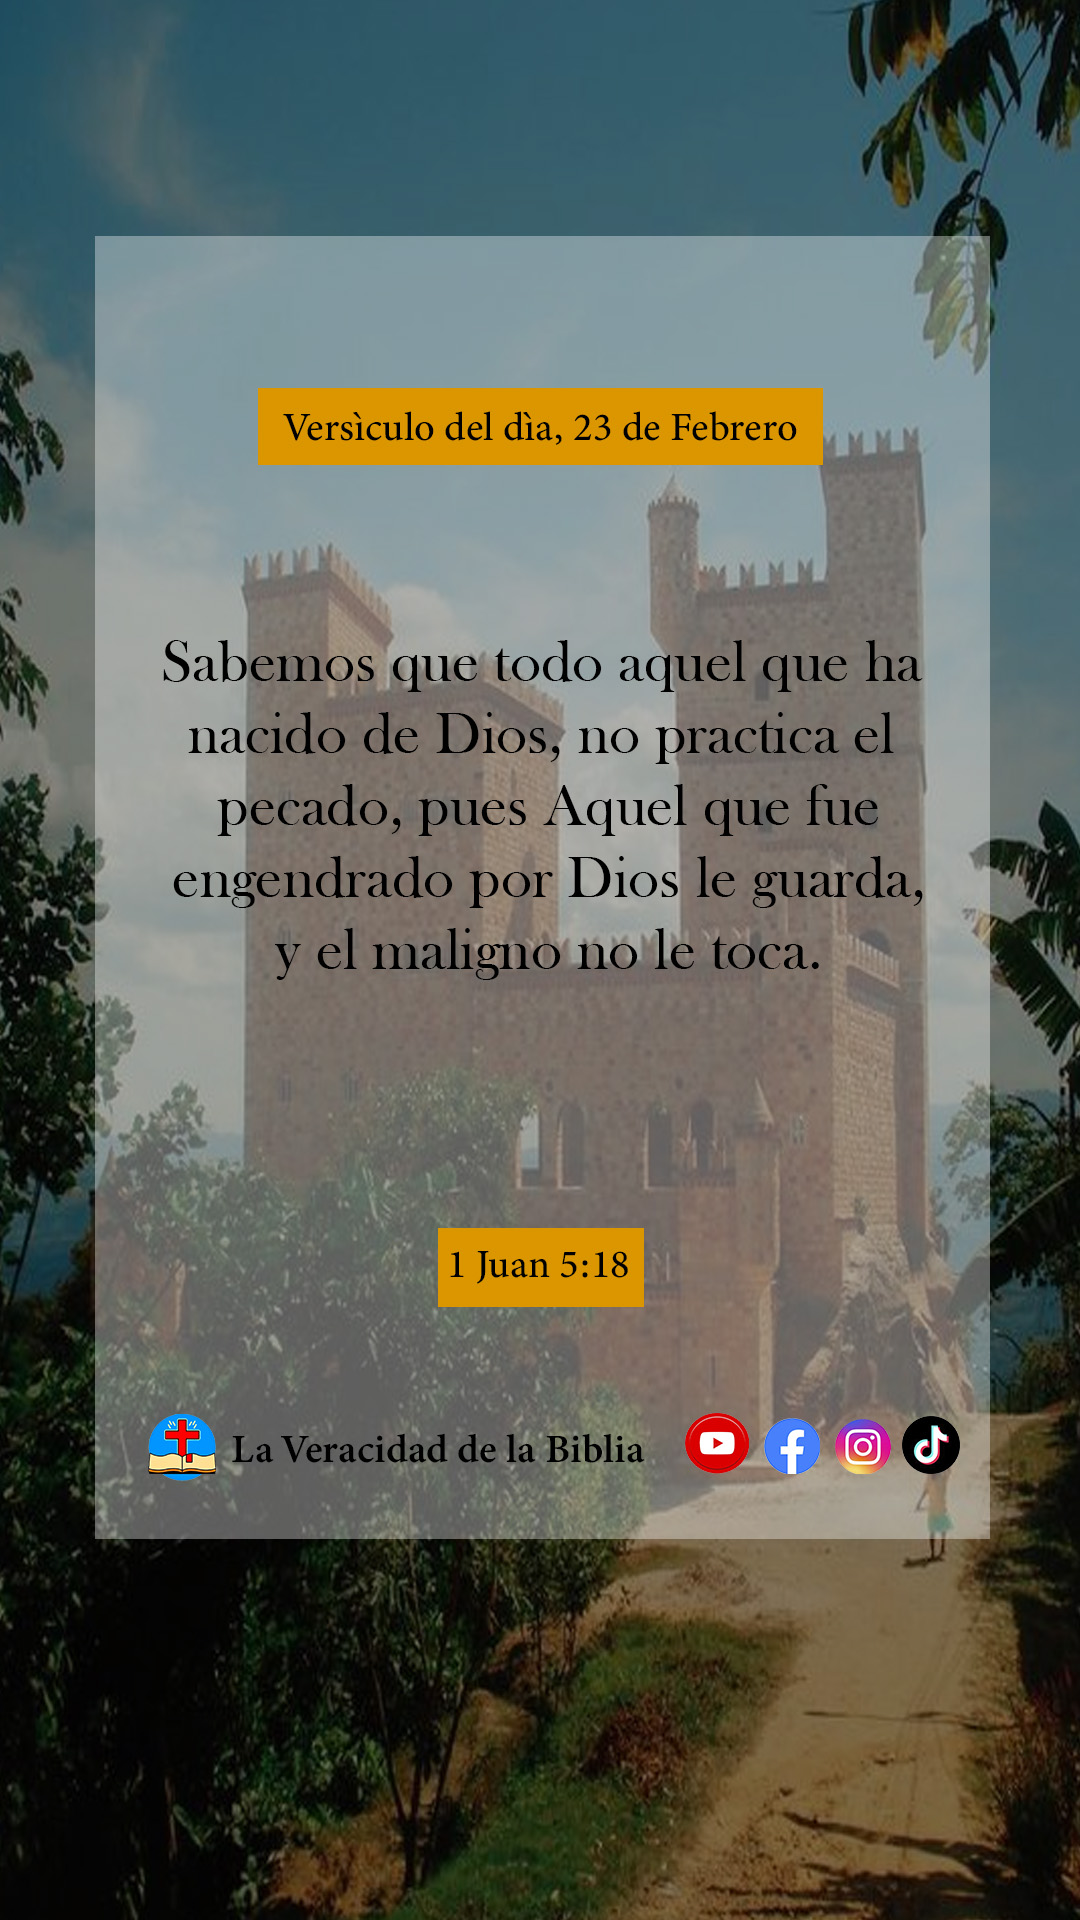 Versìculo del dìa, 23 de Febrero
Sabemos que todo aquel que ha
nacido de Dios, no practica el
pecado, pues Aquel que fue
engendrado por Dios le guarda,
y el maligno no le toca.
1 Juan 5:18
La Veracidad de la Biblia